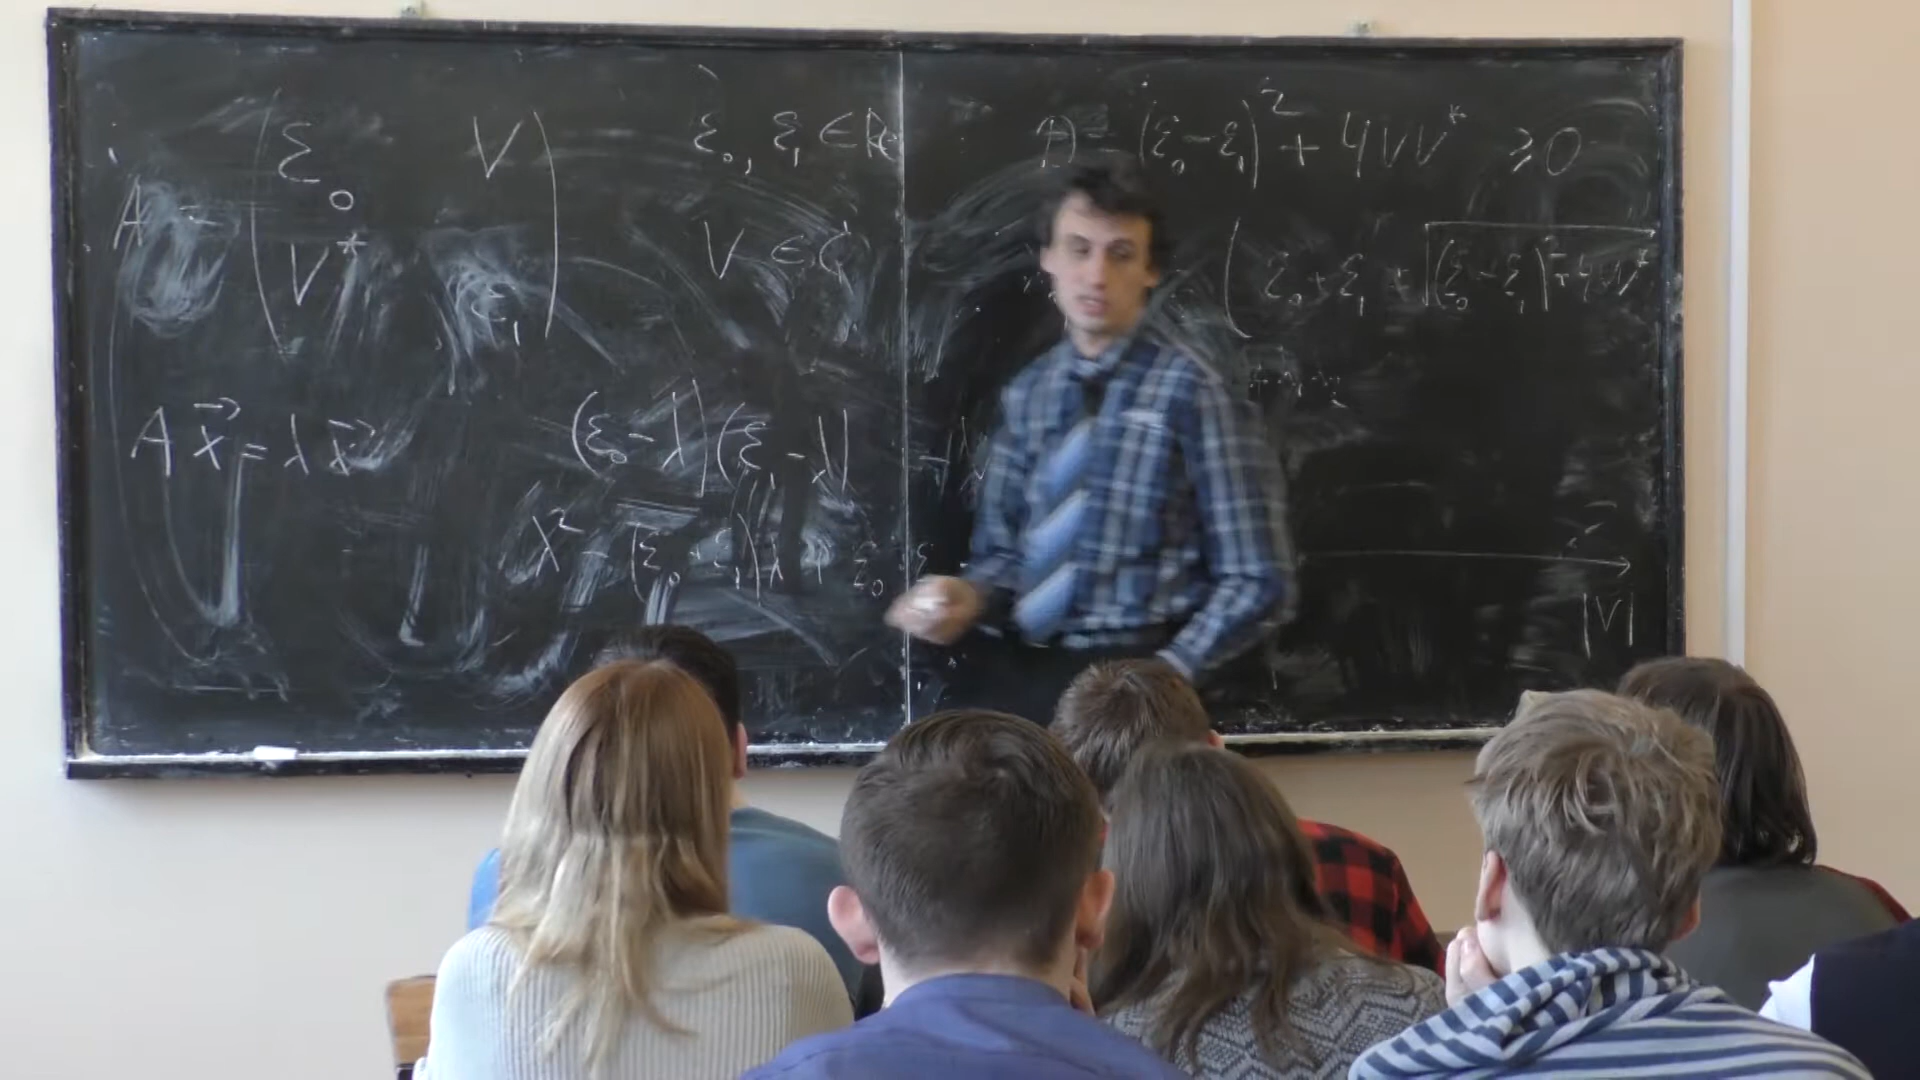 A = ( ε₀ V
V* ε₁ )
ε₀, ε₁ ∈ Re
V ∈ ℂ
A x⃗ = λ x⃗
(ε₀ - λ)(ε₁ - λ)
λ² - (ε₀ + ε₁)λ + ε₀ ε
D = (ε₀ - ε₁)² + 4VV* ⩾ 0
( ε₀ + ε₁ + √(ε₀ - ε₁)² + 4VV*
|V|